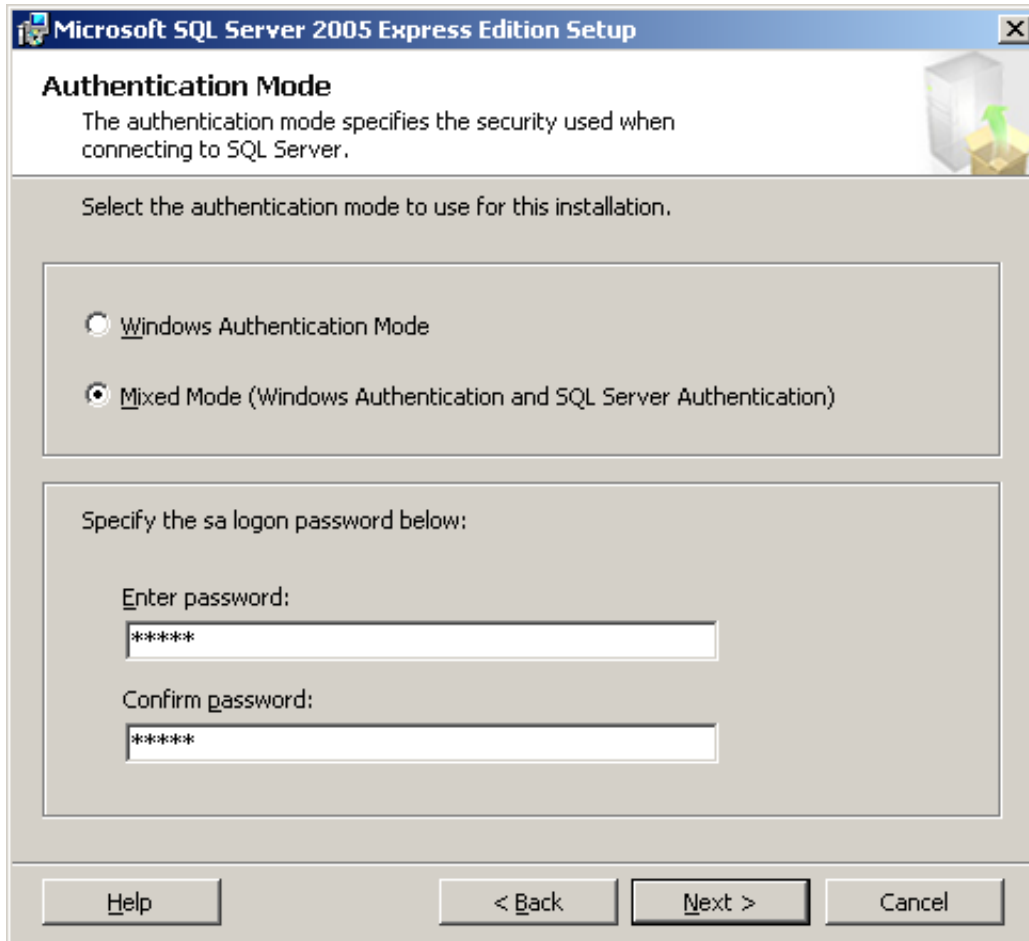 Microsoft SQL Server 2005 Express Edition Setup
Authentication Mode
The authentication mode specifies the security used when
connecting to SQL Server.
Select the authentication mode to use for this installation.
Windows Authentication Mode
Mixed Mode (Windows Authentication and SQL Server Authentication)
Specify the sa logon password below:
Enter password:
*****
Confirm password:
*****
Help
< Back
Next >
Cancel